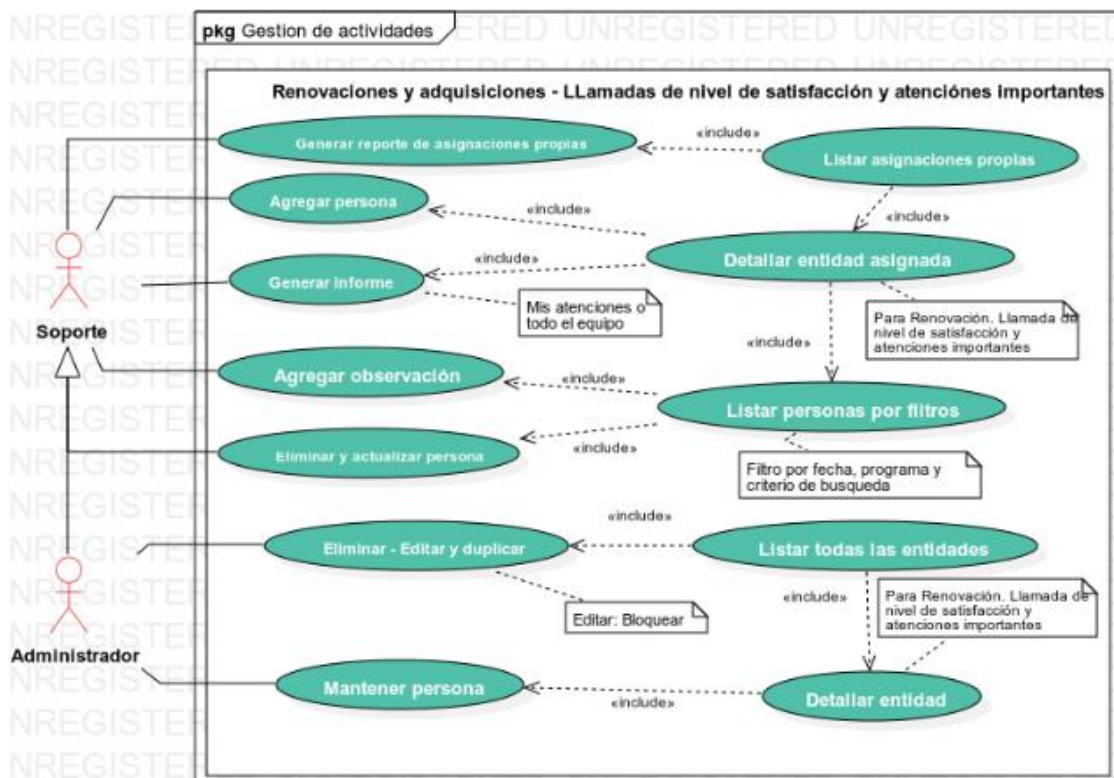 pkg Gestion de actividades
Renovaciones y adquisiciones - LLamadas de nivel de satisfacción y atenciónes importantes
Generar reporte de asignaciones propias
«include»
Listar asignaciones propias
Agregar persona
«include»
«include»
Detallar entidad asignada
«include»
Generar Informe
Mis atenciones o
todo el equipo
Para Renovación. Llamada de
nivel de satisfacción y
atenciones importantes
Soporte
«include»
Agregar observación
«include»
Listar personas por filtros
«include»
Eliminar y actualizar persona
Filtro por fecha, programa y
criterio de busqueda
«include»
Eliminar - Editar y duplicar
Listar todas las entidades
«include»
Editar: Bloquear
Para Renovación. Llamada de
nivel de satisfacción y
atenciones importantes
Administrador
Mantener persona
«include»
Detallar entidad
NREGISTERED UNREGISTERED UNREGISTERED